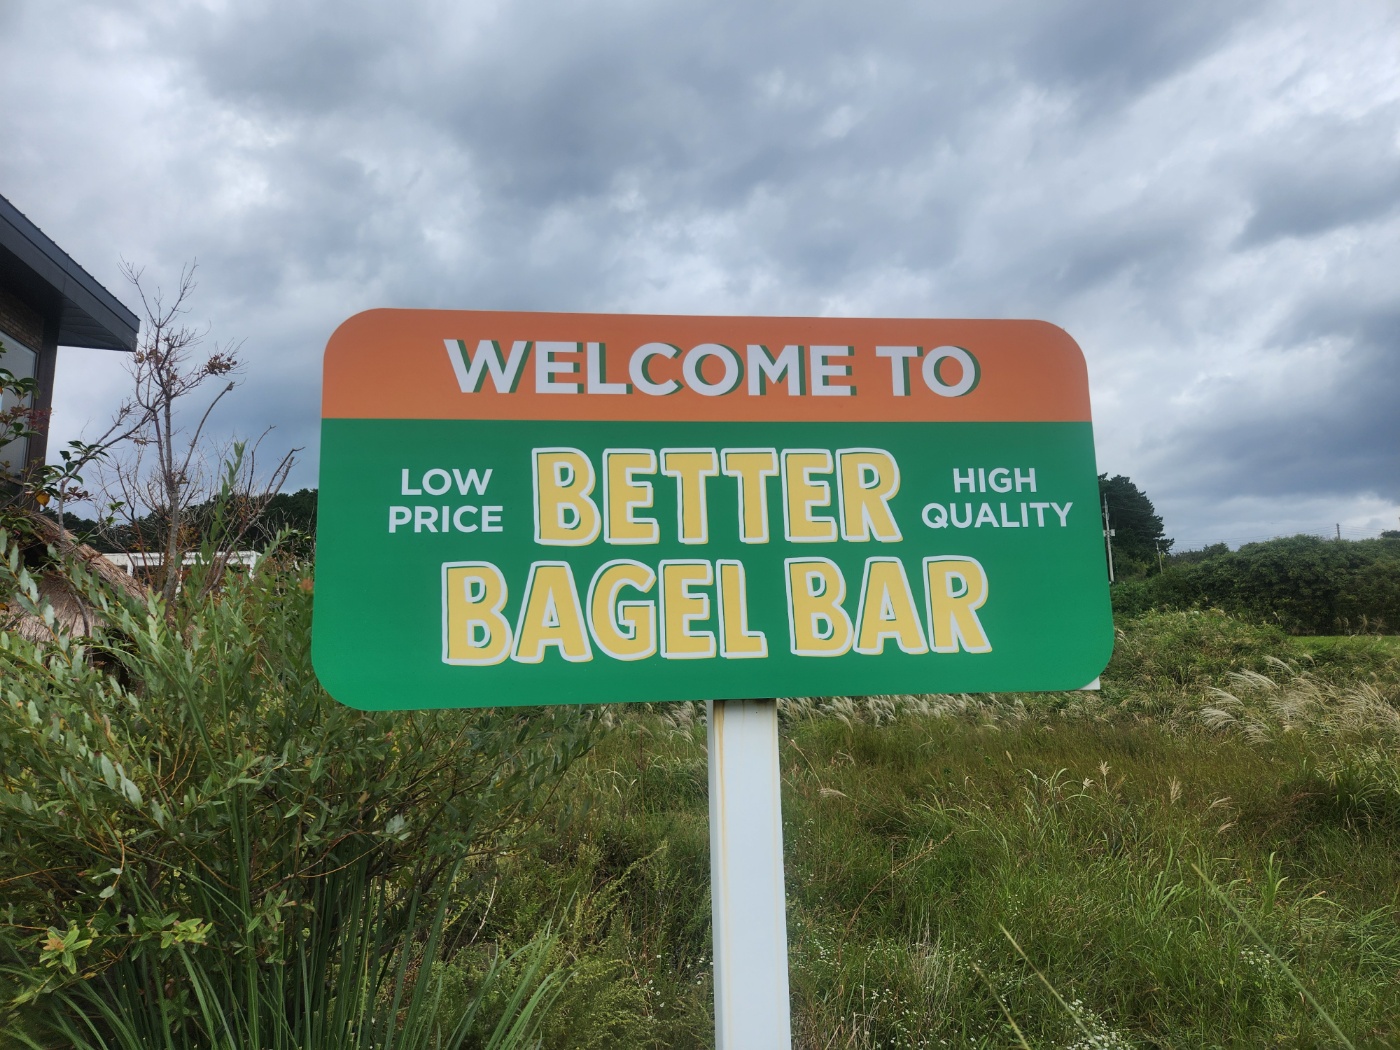 WELCOME TO
LOW PRICE
BETTER
HIGH QUALITY
BAGEL BAR